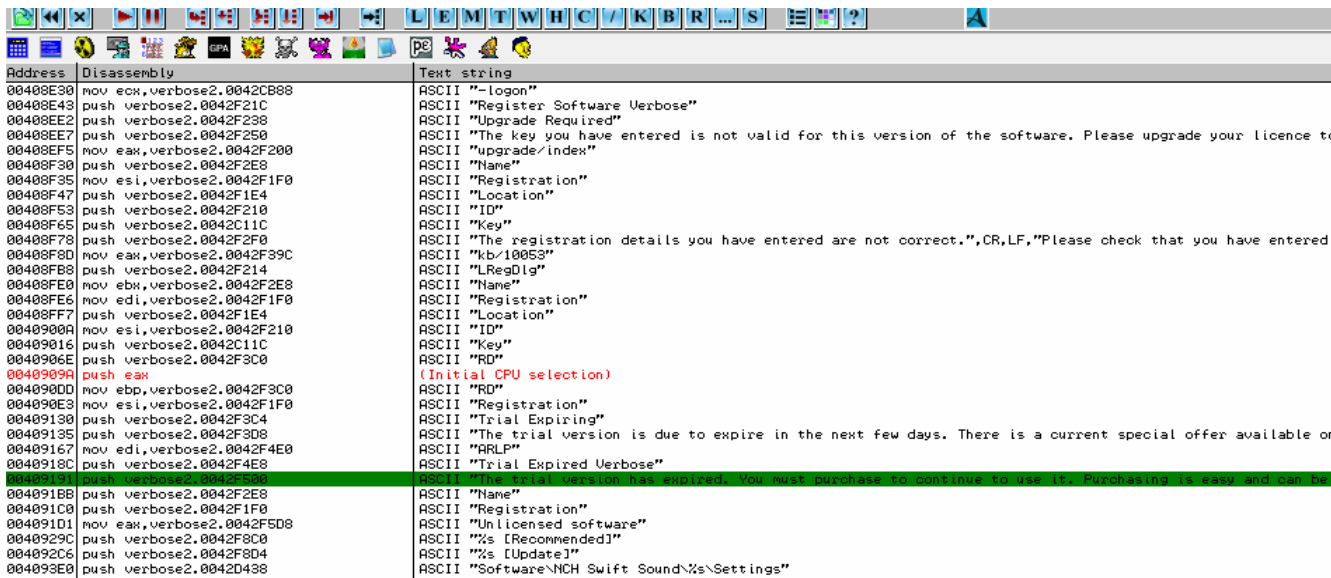 L E M T W H C / K B R ... S ? A
GPA PE
Address Disassembly Text string
00408E30 mov ecx,verbose2.0042CB88 ASCII "-logon"
00408E43 push verbose2.0042F21C ASCII "Register Software Verbose"
00408EE2 push verbose2.0042F238 ASCII "Upgrade Required"
00408EE7 push verbose2.0042F250 ASCII "The key you have entered is not valid for this version of the software. Please upgrade your licence to
00408EF5 mov eax,verbose2.0042F200 ASCII "upgrade/index"
00408F30 push verbose2.0042F2E8 ASCII "Name"
00408F35 mov esi,verbose2.0042F1F0 ASCII "Registration"
00408F47 push verbose2.0042F1E4 ASCII "Location"
00408F53 push verbose2.0042F210 ASCII "ID"
00408F65 push verbose2.0042C11C ASCII "Key"
00408F78 push verbose2.0042F2F0 ASCII "The registration details you have entered are not correct.",CR,LF,"Please check that you have entered
00408F8D mov eax,verbose2.0042F39C ASCII "kb/10053"
00408FB8 push verbose2.0042F214 ASCII "LRegDlg"
00408FE0 mov ebx,verbose2.0042F2E8 ASCII "Name"
00408FE6 mov edi,verbose2.0042F1F0 ASCII "Registration"
00408FF7 push verbose2.0042F1E4 ASCII "Location"
0040900A mov esi,verbose2.0042F210 ASCII "ID"
00409016 push verbose2.0042C11C ASCII "Key"
0040906E push verbose2.0042F3C0 ASCII "RD"
0040909A push eax (Initial CPU selection)
004090DD mov ebp,verbose2.0042F3C0 ASCII "RD"
004090E3 mov esi,verbose2.0042F1F0 ASCII "Registration"
00409130 push verbose2.0042F3C4 ASCII "Trial Expiring"
00409135 push verbose2.0042F3D8 ASCII "The trial version is due to expire in the next few days. There is a current special offer available on
00409167 mov edi,verbose2.0042F4E0 ASCII "ARLP"
0040918C push verbose2.0042F4E8 ASCII "Trial Expired Verbose"
00409191 push verbose2.0042F500 ASCII "The trial version has expired. You must purchase to continue to use it. Purchasing is easy and can be
004091BB push verbose2.0042F2E8 ASCII "Name"
004091C0 push verbose2.0042F1F0 ASCII "Registration"
004091D1 mov eax,verbose2.0042F5D8 ASCII "Unlicensed software"
0040929C push verbose2.0042F8C0 ASCII "%s [Recommended]"
004092C6 push verbose2.0042F8D4 ASCII "%s [Update]"
004093E0 push verbose2.0042D438 ASCII "Software\NCH Swift Sound\%s\Settings"